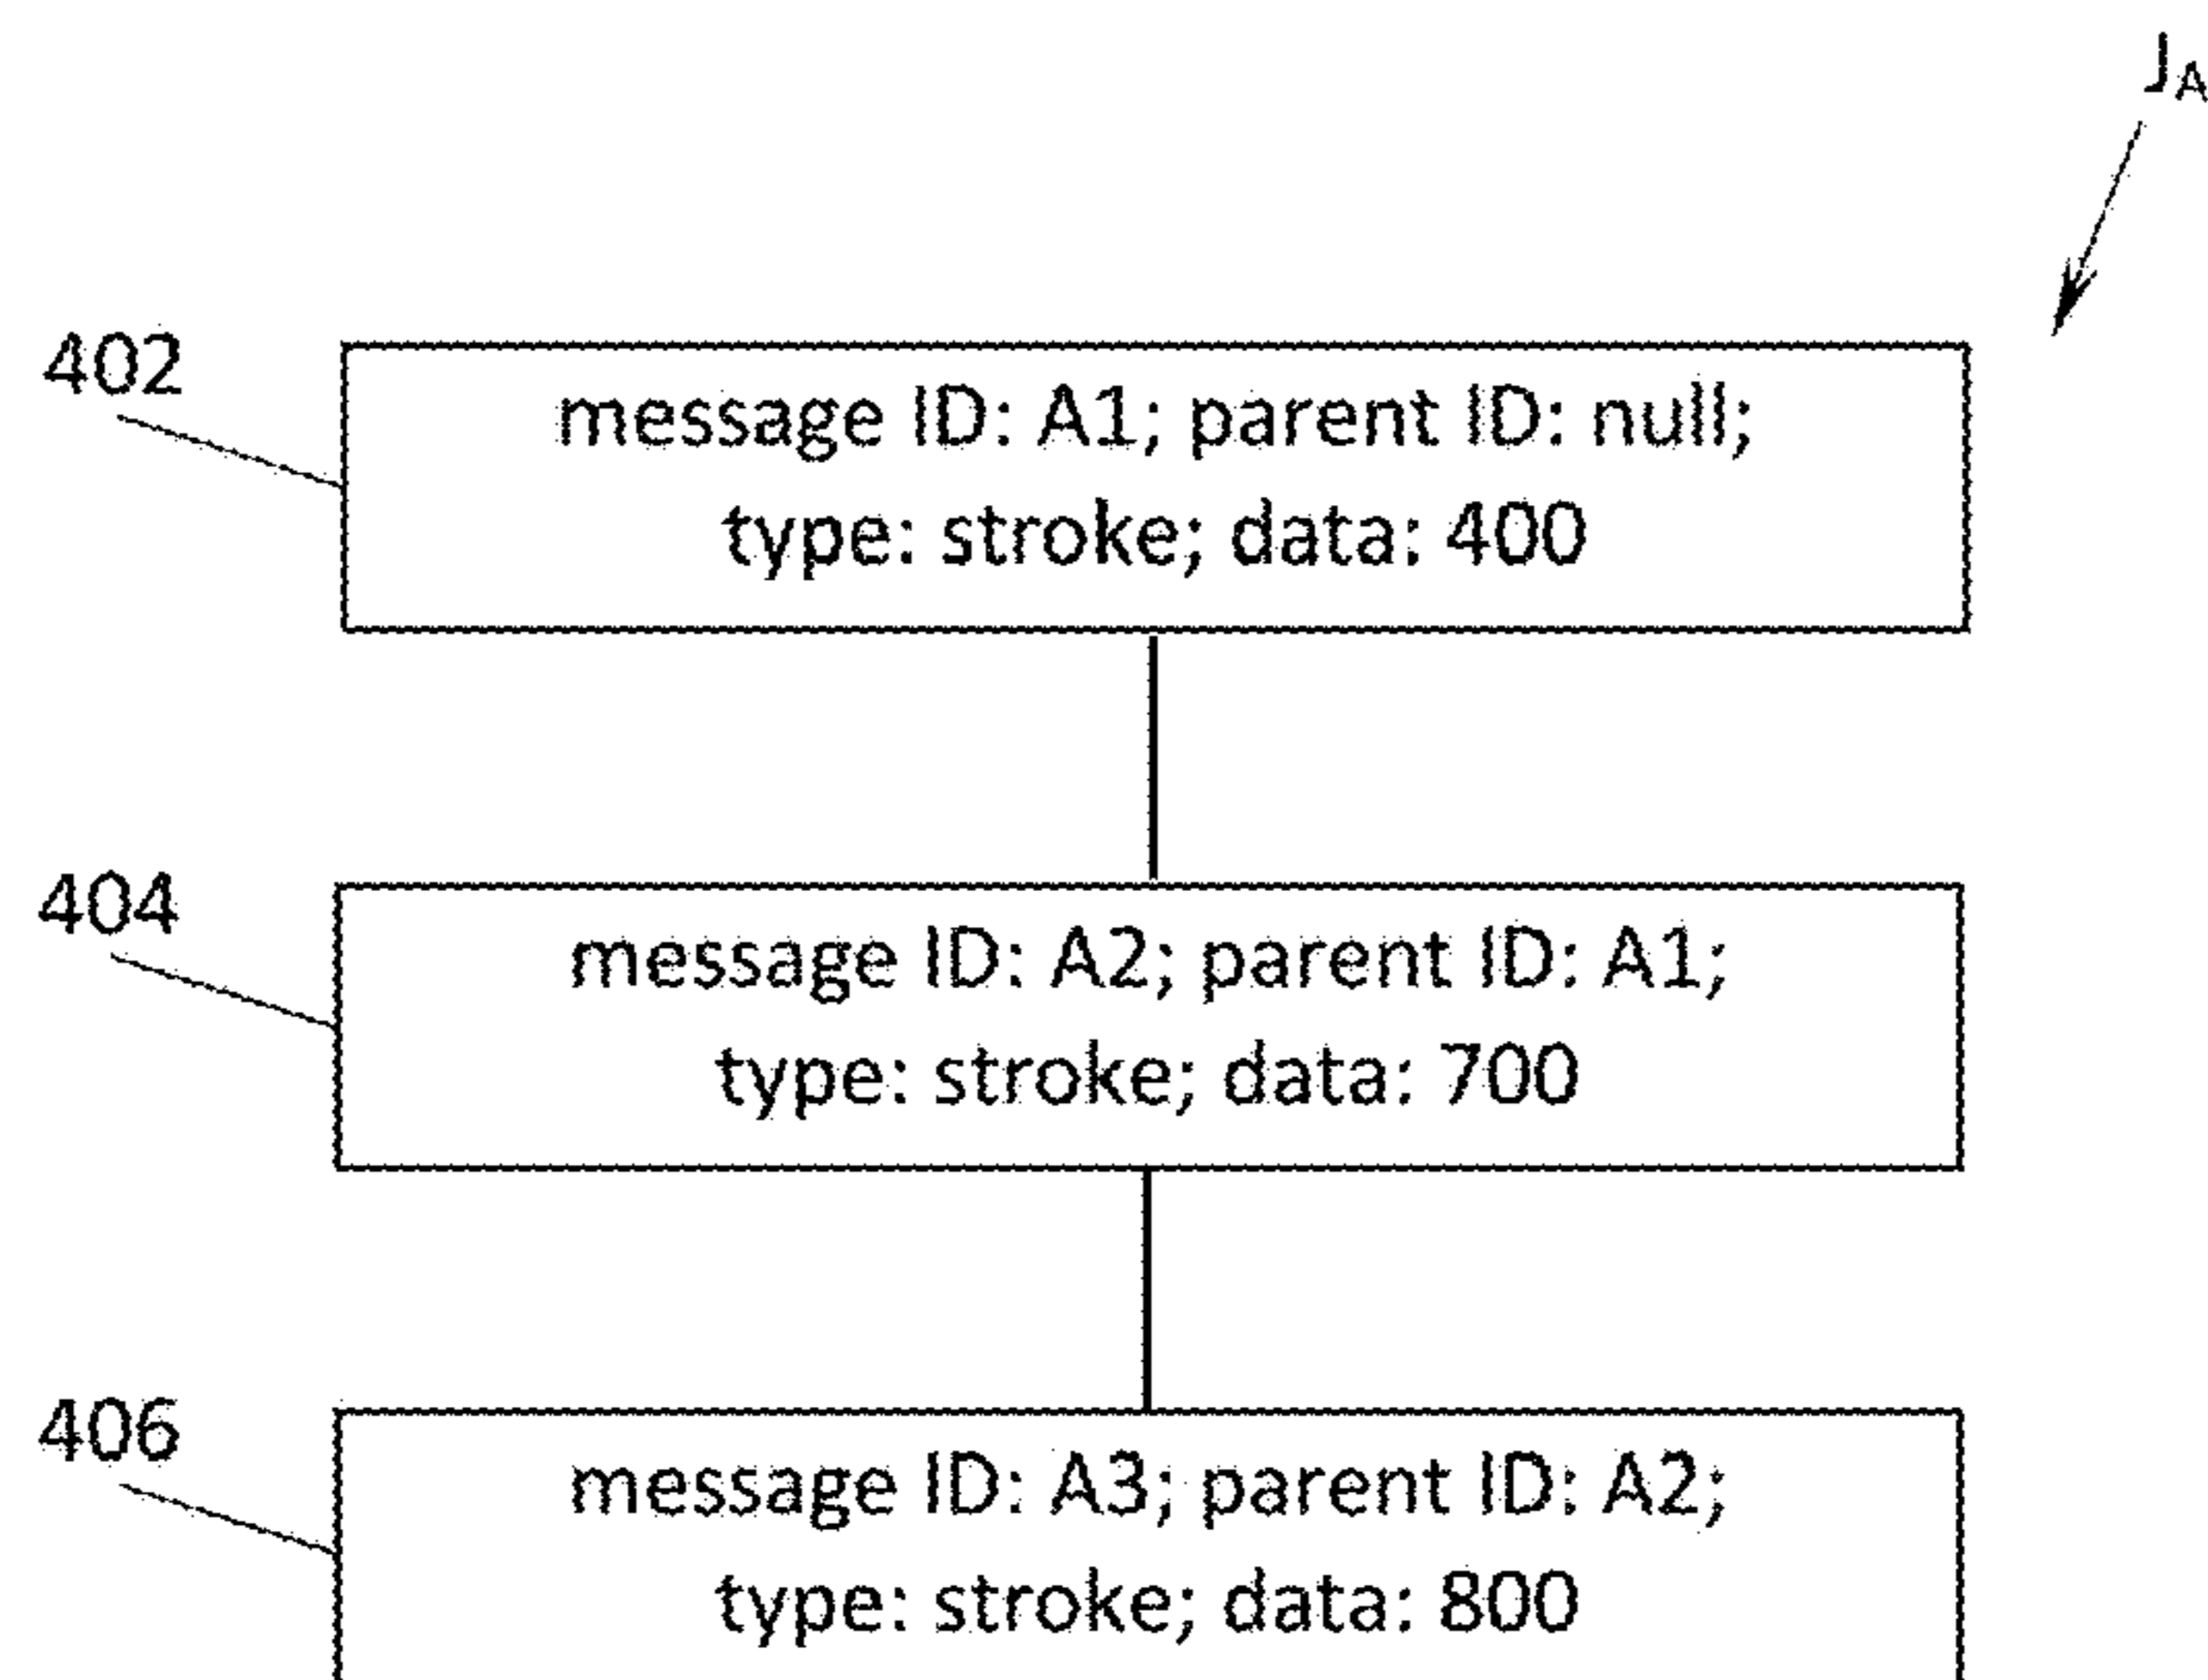 JA
402
message ID: A1; parent ID: null;
type: stroke; data: 400
404
message ID: A2; parent ID: A1;
type: stroke; data: 700
406
message ID: A3; parent ID: A2;
type: stroke; data: 800